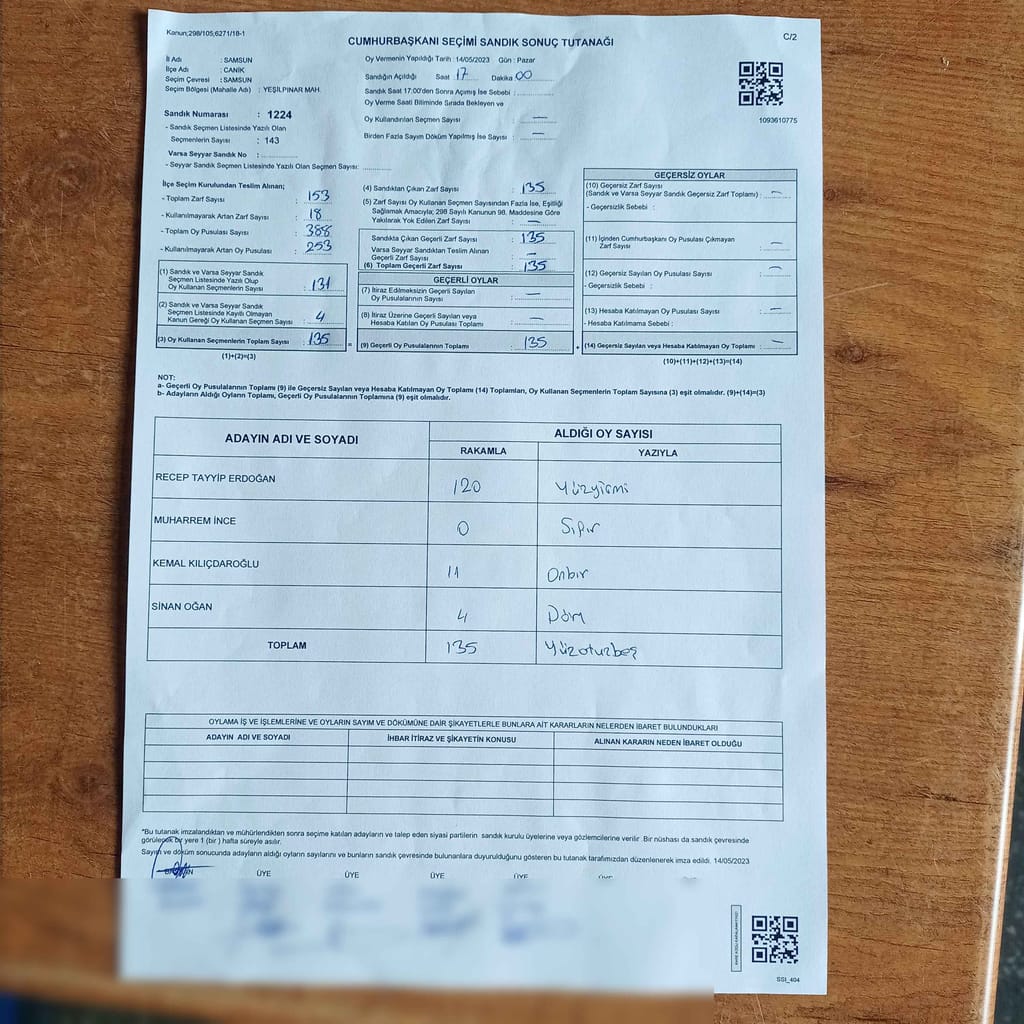 Kanun;298/105,6271/18-1
CUMHURBAŞKANI SEÇİMİ SANDIK SONUÇ TUTANAĞI
C/2
İl Adı : SAMSUN
İlçe Adı : CANİK
Seçim Çevresi : SAMSUN
Seçim Bölgesi (Mahalle Adı) : YEŞİLPINAR MAH.
Oy Vermenin Yapıldığı Tarih : 14/05/2023 Gün : Pazar
Sandığın Açıldığı Saat 17 Dakika 00
Sandık Saat 17.00'den Sonra Açımış İse Sebebi :
Oy Verme Saati Bitiminde Sırada Bekleyen ve
Oy Kullandırılan Seçmen Sayısı : —
Birden Fazla Sayım Döküm Yapılmış İse Sayısı : —
1093610775
Sandık Numarası : 1224
- Sandık Seçmen Listesinde Yazılı Olan
Seçmenlerin Sayısı : 143
Varsa Seyyar Sandık No :
- Seyyar Sandık Seçmen Listesinde Yazılı Olan Seçmen Sayısı:
İlçe Seçim Kurulundan Teslim Alınan;
- Toplam Zarf Sayısı : 153
- Kullanılmayarak Artan Zarf Sayısı : 18
- Toplam Oy Pusulası Sayısı : 388
- Kullanılmayarak Artan Oy Pusulası : 253
(1) Sandık ve Varsa Seyyar Sandık
Seçmen Listesinde Yazılı Olup
Oy Kullanan Seçmenlerin Sayısı : 131
(2) Sandık ve Varsa Seyyar Sandık
Seçmen Listesinde Kayıtlı Olmayan
Kanun Gereği Oy Kullanan Seçmen Sayısı : 4
(3) Oy Kullanan Seçmenlerin Toplam Sayısı : 135
(1)+(2)=(3)
(4) Sandıktan Çıkan Zarf Sayısı : 135
(5) Zarf Sayısı Oy Kullanan Seçmen Sayısından Fazla İse, Eşitliği
Sağlamak Amacıyla; 298 Sayılı Kanunun 98. Maddesine Göre
Yakılarak Yok Edilen Zarf Sayısı : —
Sandıkta Çıkan Geçerli Zarf Sayısı : 135
Varsa Seyyar Sandıktan Teslim Alınan
Geçerli Zarf Sayısı : —
(6) Toplam Geçerli Zarf Sayısı : 135
GEÇERLİ OYLAR
(7) İtiraz Edilmeksizin Geçerli Sayılan
Oy Pusulalarının Sayısı : —
(8) İtiraz Üzerine Geçerli Sayılan veya
Hesaba Katılan Oy Pusulası Toplamı : —
= (9) Geçerli Oy Pusulalarının Toplamı : 135
GEÇERSİZ OYLAR
(10) Geçersiz Zarf Sayısı
(Sandık ve Varsa Seyyar Sandık Geçersiz Zarf Toplamı) : —
- Geçersizlik Sebebi :
(11) İçinden Cumhurbaşkanı Oy Pusulası Çıkmayan
Zarf Sayısı : —
(12) Geçersiz Sayılan Oy Pusulası Sayısı : —
- Geçersizlik Sebebi :
(13) Hesaba Katılmayan Oy Pusulası Sayısı : —
- Hesaba Katılmama Sebebi :
+ (14) Geçersiz Sayılan veya Hesaba Katılmayan Oy Toplamı : —
(10)+(11)+(12)+(13)=(14)
NOT:
a- Geçerli Oy Pusulalarının Toplamı (9) ile Geçersiz Sayılan veya Hesaba Katılmayan Oy Toplamı (14) Toplamları, Oy Kullanan Seçmenlerin Toplam Sayısına (3) eşit olmalıdır. (9)+(14)=(3)
b- Adayların Aldığı Oyların Toplamı, Geçerli Oy Pusulalarının Toplamına (9) eşit olmalıdır.
ADAYIN ADI VE SOYADI
ALDIĞI OY SAYISI
RAKAMLA YAZIYLA
RECEP TAYYİP ERDOĞAN 120 Yüzyirmi
MUHARREM İNCE 0 Sıfır
KEMAL KILIÇDAROĞLU 11 Onbir
SİNAN OĞAN 4 Dört
TOPLAM 135 Yüzotuzbeş
OYLAMA İŞ VE İŞLEMLERİNE VE OYLARIN SAYIM VE DÖKÜMÜNE DAİR ŞİKAYETLERLE BUNLARA AİT KARARLARIN NELERDEN İBARET BULUNDUKLARI
ADAYIN ADI VE SOYADI İHBAR İTİRAZ VE ŞİKAYETİN KONUSU ALINAN KARARIN NEDEN İBARET OLDUĞU
*Bu tutanak imzalandıktan ve mühürlendikten sonra seçime katılan adayların ve talep eden siyasi partilerin sandık kurulu üyelerine veya gözlemcilerine verilir. Bir nüshası da sandık çevresinde
görülecek bir yere 1 (bir ) hafta süreyle asılır.
Sayım ve döküm sonucunda adayların aldığı oyların sayılarını ve bunların sandık çevresinde bulunanlara duyurulduğunu gösteren bu tutanak tarafımızdan düzenlenerek imza edildi. 14/05/2023
BAŞKAN ÜYE ÜYE ÜYE ÜYE ÜYE
SSI_404